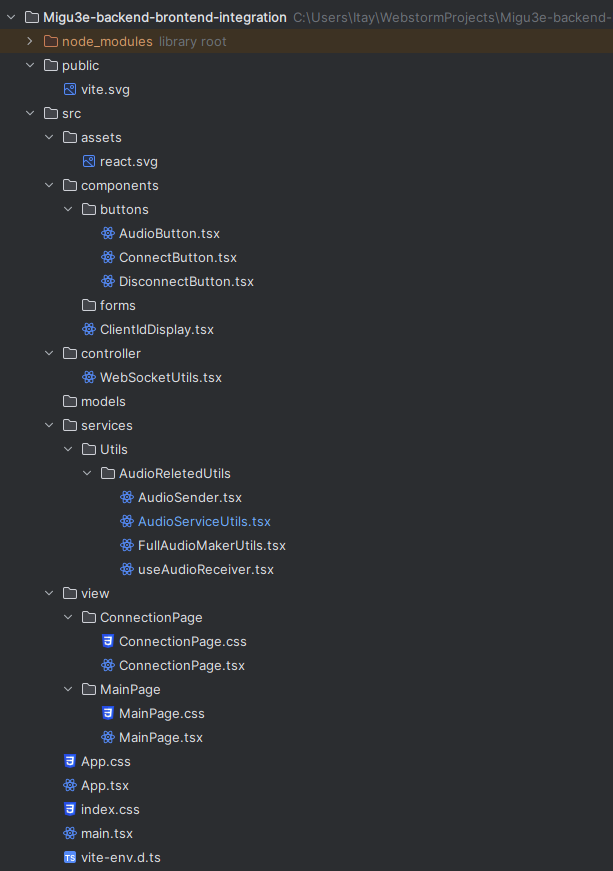 Migu3e-backend-brontend-integration C:\Users\Itay\WebstormProjects\Migu3e-backend-
node_modules library root
public
vite.svg
src
assets
react.svg
components
buttons
AudioButton.tsx
ConnectButton.tsx
DisconnectButton.tsx
forms
ClientIdDisplay.tsx
controller
WebSocketUtils.tsx
models
services
Utils
AudioReletedUtils
AudioSender.tsx
AudioServiceUtils.tsx
FullAudioMakerUtils.tsx
useAudioReceiver.tsx
view
ConnectionPage
ConnectionPage.css
ConnectionPage.tsx
MainPage
MainPage.css
MainPage.tsx
App.css
App.tsx
index.css
main.tsx
TS vite-env.d.ts